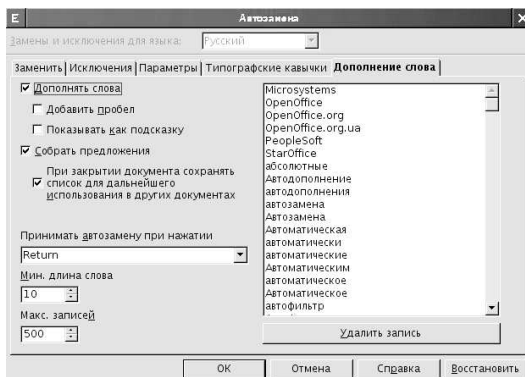 E Автозамена X
Замены и исключения для языка: Русский
Заменить Исключения Параметры Типографские кавычки Дополнение слова
Дополнять слова
Добавить пробел
Показывать как подсказку
Собрать предложения
При закрытии документа сохранять
список для дальнейшего
использования в других документах
Принимать автозамену при нажатии
Return
Мин. длина слова
10
Макс. записей
500
Microsystems
OpenOffice
OpenOffice.org
OpenOffice.org.ua
PeopleSoft
StarOffice
абсолютные
Автодополнение
автодополнения
автозамена
Автозамена
Автоматическая
автоматически
автоматические
Автоматическим
автоматическое
Автоматическое
автофильтр
Удалить запись
OK Отмена Справка Восстановить